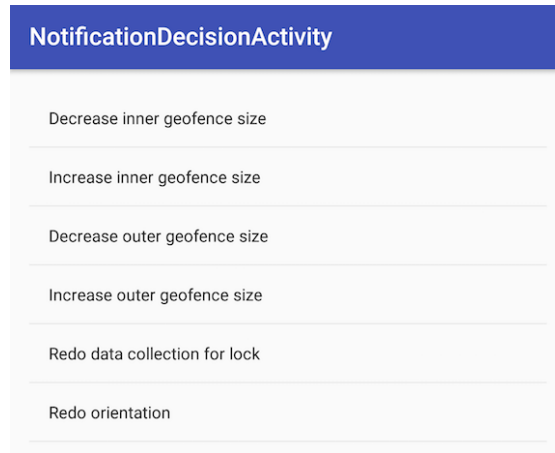 NotificationDecisionActivity
Decrease inner geofence size
Increase inner geofence size
Decrease outer geofence size
Increase outer geofence size
Redo data collection for lock
Redo orientation